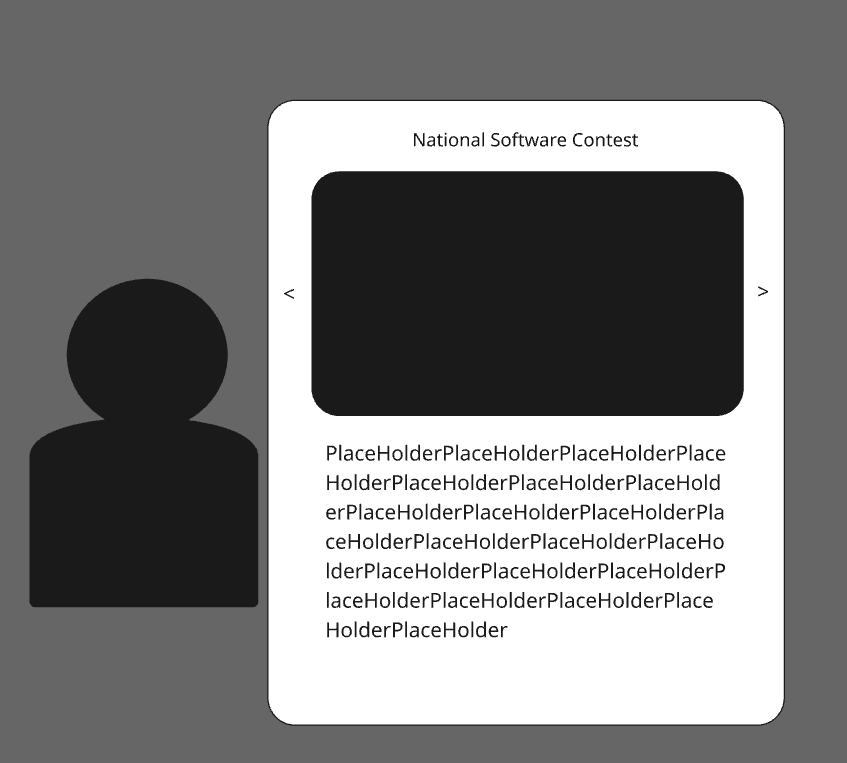 National Software Contest
<
>
PlaceHolderPlaceHolderPlaceHolderPlace
HolderPlaceHolderPlaceHolderPlaceHold
erPlaceHolderPlaceHolderPlaceHolderPla
ceHolderPlaceHolderPlaceHolderPlaceHo
lderPlaceHolderPlaceHolderPlaceHolderP
laceHolderPlaceHolderPlaceHolderPlace
HolderPlaceHolder